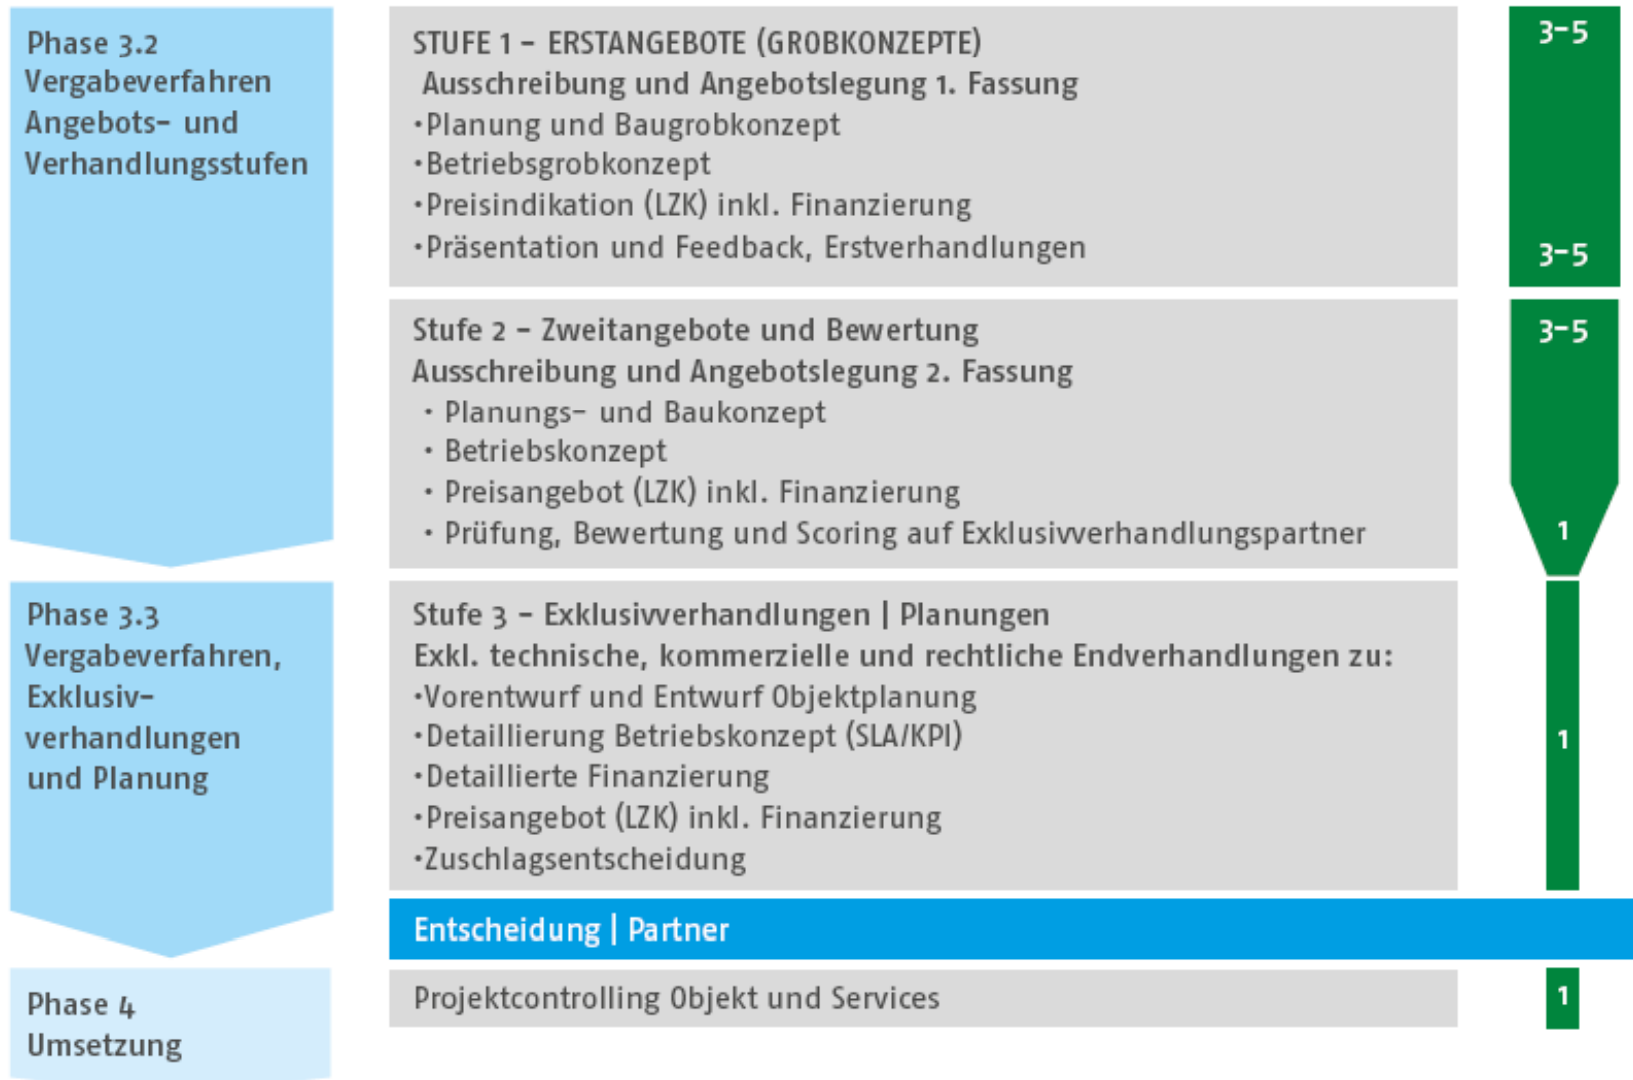 Phase 3.2
Vergabeverfahren
Angebots- und
Verhandlungsstufen
STUFE 1 - ERSTANGEBOTE (GROBKONZEPTE)
Ausschreibung und Angebotslegung 1. Fassung
•Planung und Baugrobkonzept
•Betriebsgrobkonzept
•Preisindikation (LZK) inkl. Finanzierung
•Präsentation und Feedback, Erstverhandlungen
3-5
3-5
Stufe 2 - Zweitangebote und Bewertung
Ausschreibung und Angebotslegung 2. Fassung
• Planungs- und Baukonzept
• Betriebskonzept
• Preisangebot (LZK) inkl. Finanzierung
• Prüfung, Bewertung und Scoring auf Exklusivverhandlungspartner
3-5
1
Phase 3.3
Vergabeverfahren,
Exklusiv-
verhandlungen
und Planung
Stufe 3 - Exklusivverhandlungen | Planungen
Exkl. technische, kommerzielle und rechtliche Endverhandlungen zu:
•Vorentwurf und Entwurf Objektplanung
•Detaillierung Betriebskonzept (SLA/KPI)
•Detaillierte Finanzierung
•Preisangebot (LZK) inkl. Finanzierung
•Zuschlagsentscheidung
1
Entscheidung | Partner
Phase 4
Umsetzung
Projektcontrolling Objekt und Services
1